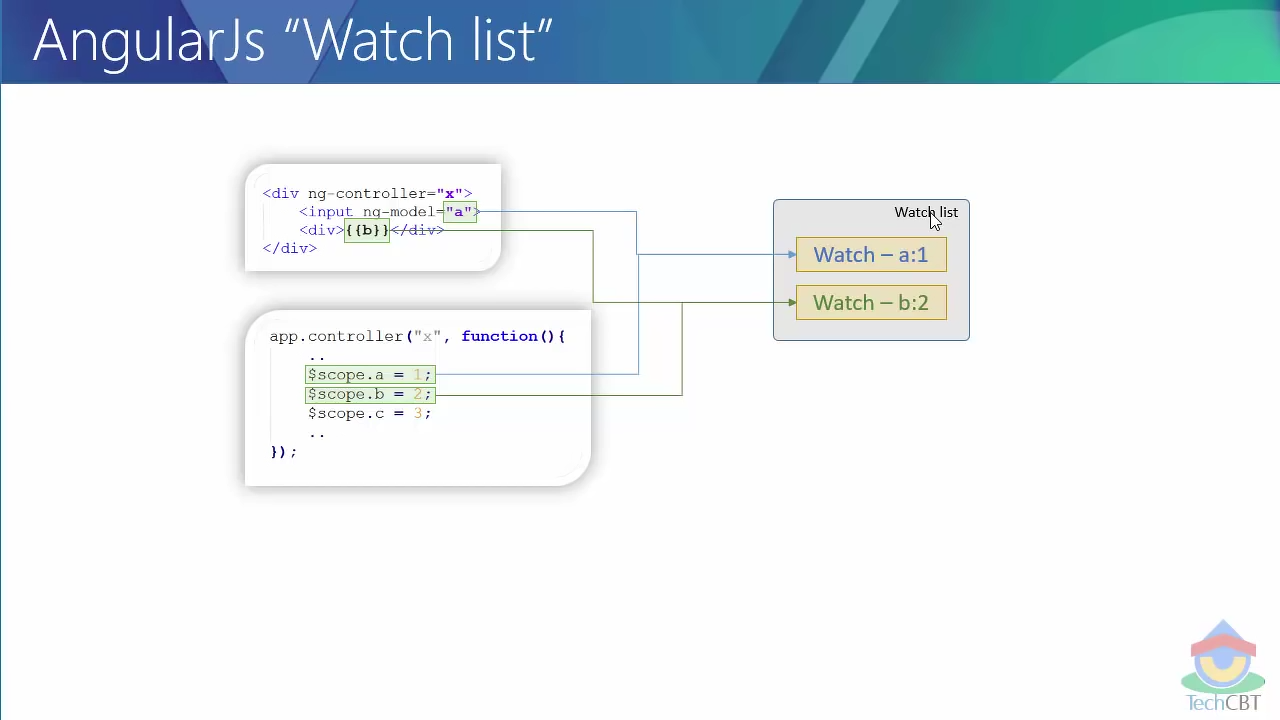 AngularJs “Watch list”
<div ng-controller="x">
<input ng-model="a">
<div>{{b}}</div>
</div>
Watch list
Watch – a:1
Watch – b:2
app.controller("x", function(){
..
$scope.a = 1;
$scope.b = 2;
$scope.c = 3;
..
});
TechCBT